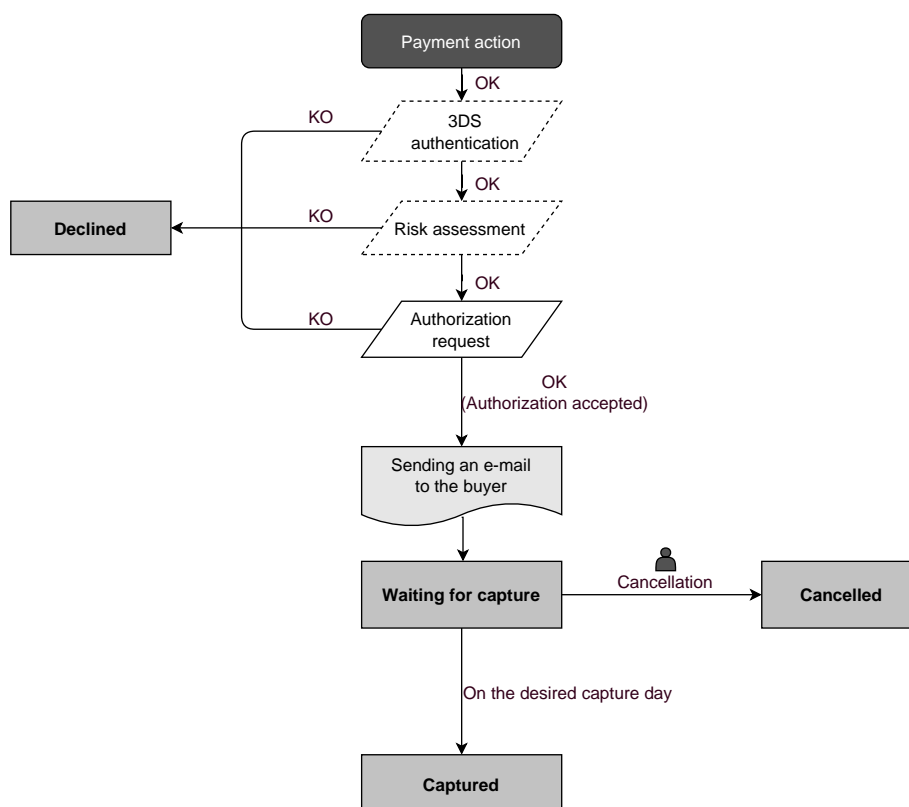 Payment action
OK
KO
3DS
authentication
OK
Declined
KO
Risk assessment
OK
KO
Authorization
request
OK
(Authorization accepted)
Sending an e-mail
to the buyer
Waiting for capture
Cancellation
Cancelled
On the desired capture day
Captured